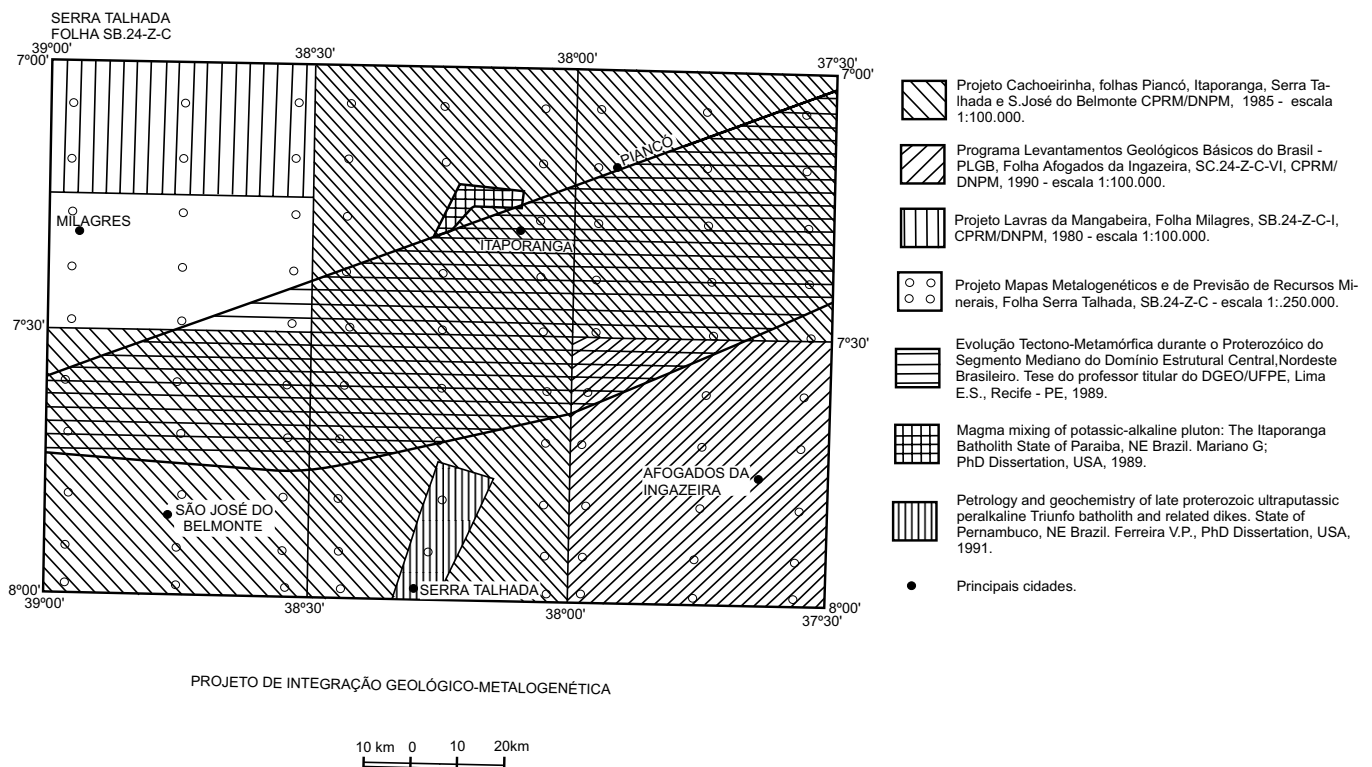 SERRA TALHADA
FOLHA SB.24-Z-C
39º00'
38º30'
38º00'
37º30'
7º00'
7º00'
PIANCÓ
MILAGRES
ITAPORANGA
7º30'
7º30'
AFOGADOS DA
INGAZEIRA
SÃO JOSÉ DO
BELMONTE
SERRA TALHADA
8º00'
8º00'
39º00'
38º30'
38º00'
37º30'
Projeto Cachoeirinha, folhas Piancó, Itaporanga, Serra Ta-
lhada e S.José do Belmonte CPRM/DNPM, 1985 - escala
1:100.000.
Programa Levantamentos Geológicos Básicos do Brasil -
PLGB, Folha Afogados da Ingazeira, SC.24-Z-C-VI, CPRM/
DNPM, 1990 - escala 1:100.000.
Projeto Lavras da Mangabeira, Folha Milagres, SB.24-Z-C-I,
CPRM/DNPM, 1980 - escala 1:100.000.
Projeto Mapas Metalogenéticos e de Previsão de Recursos Mi-
nerais, Folha Serra Talhada, SB.24-Z-C - escala 1:.250.000.
Evolução Tectono-Metamórfica durante o Proterozóico do
Segmento Mediano do Domínio Estrutural Central,Nordeste
Brasileiro. Tese do professor titular do DGEO/UFPE, Lima
E.S., Recife - PE, 1989.
Magma mixing of potassic-alkaline pluton: The Itaporanga
Batholith State of Paraiba, NE Brazil. Mariano G;
PhD Dissertation, USA, 1989.
Petrology and geochemistry of late proterozoic ultraputassic
peralkaline Triunfo batholith and related dikes. State of
Pernambuco, NE Brazil. Ferreira V.P., PhD Dissertation, USA,
1991.
Principais cidades.
PROJETO DE INTEGRAÇÃO GEOLÓGICO-METALOGENÉTICA
10 km 0 10 20km